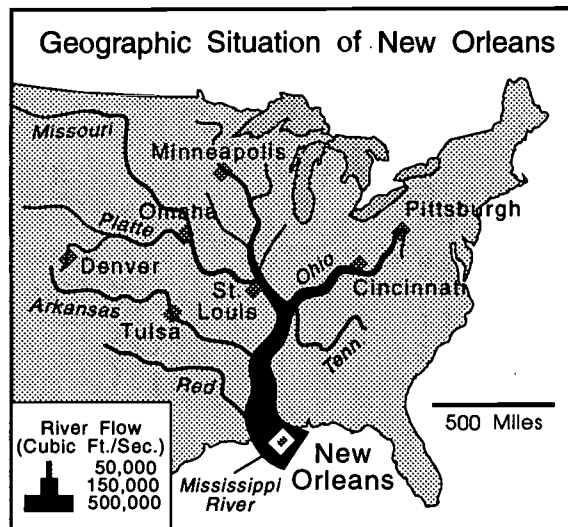 Geographic Situation of New Orleans
Missouri
Minneapolis
Omaha
Platte
Pittsburgh
Denver
Ohio
Cincinnati
St.
Louis
Arkansas
Tulsa
Tenn
Red
500 Miles
River Flow
(Cubic Ft./Sec.)
50,000
150,000
500,000
New
Orleans
Mississippi
River